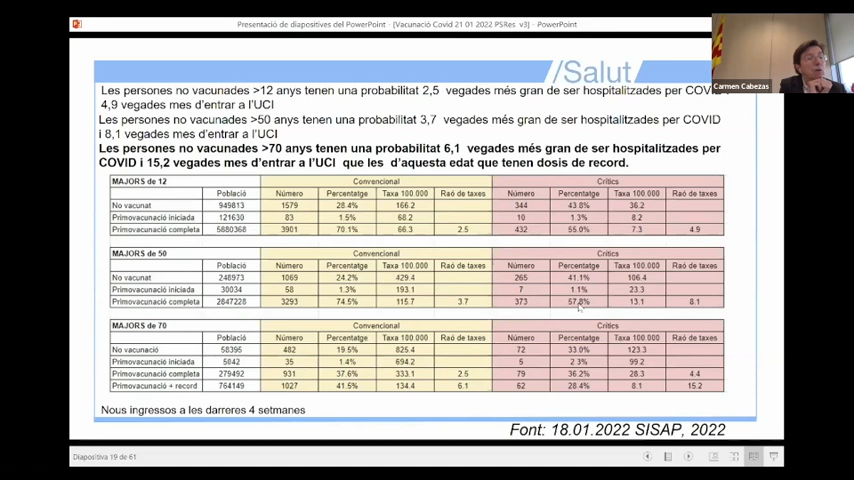 Presentació de diapositives del PowerPoint - [Vacunació Covid 21 01 2022 PSRes v3] - PowerPoint
Carmen Cabezas
/Salut
Les persones no vacunades >12 anys tenen una probabilitat 2,5 vegades més gran de ser hospitalitzades per COVID i
4,9 vegades mes d'entrar a l'UCI
Les persones no vacunades >50 anys tenen una probabilitat 3,7 vegades més gran de ser hospitalitzades per COVID
i 8,1 vegades mes d'entrar a l'UCI
Les persones no vacunades >70 anys tenen una probabilitat 6,1 vegades més gran de ser hospitalitzades per
COVID i 15,2 vegades mes d'entrar a l'UCI que les d'aquesta edat que tenen dosis de record.
MAJORS de 12 Convencional Crítics
Població Número Percentatge Taxa 100.000 Raó de taxes Número Percentatge Taxa 100.000 Raó de taxes
No vacunat 949813 1579 28.4% 166.2 344 43.8% 36.2
Primovacunació iniciada 121630 83 1.5% 68.2 10 1.3% 8.2
Primovacunació completa 5880368 3901 70.1% 66.3 2.5 432 55.0% 7.3 4.9
MAJORS de 50 Convencional Crítics
Població Número Percentatge Taxa 100.000 Raó de taxes Número Percentatge Taxa 100.000 Raó de taxes
No vacunat 248973 1069 24.2% 429.4 265 41.1% 106.4
Primovacunació iniciada 30034 58 1.3% 193.1 7 1.1% 23.3
Primovacunació completa 2847228 3293 74.5% 115.7 3.7 373 57.8% 13.1 8.1
MAJORS de 70 Convencional Crítics
Població Número Percentatge Taxa 100.000 Raó de taxes Número Percentatge Taxa 100.000 Raó de taxes
No vacunació 58395 482 19.5% 825.4 72 33.0% 123.3
Primovacunació iniciada 5042 35 1.4% 694.2 5 2.3% 99.2
Primovacunació completa 279492 931 37.6% 333.1 2.5 79 36.2% 28.3 4.4
Primovacunació + record 764149 1027 41.5% 134.4 6.1 62 28.4% 8.1 15.2
Nous ingressos a les darreres 4 setmanes
Font: 18.01.2022 SISAP, 2022
Diapositiva 19 de 61